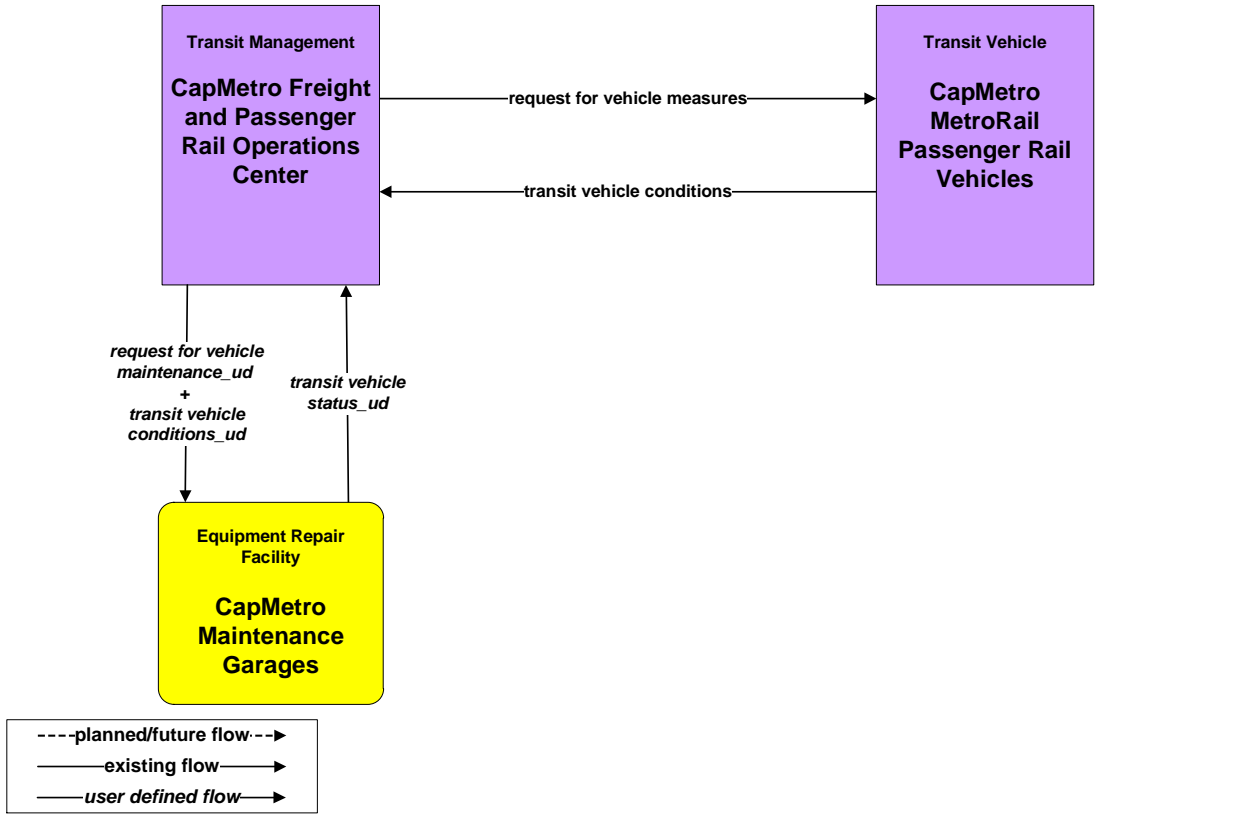 Transit Management
CapMetro Freight
and Passenger
Rail Operations
Center
request for vehicle measures
transit vehicle conditions
Transit Vehicle
CapMetro
MetroRail
Passenger Rail
Vehicles
request for vehicle
maintenance_ud
+
transit vehicle
conditions_ud
transit vehicle
status_ud
Equipment Repair
Facility
CapMetro
Maintenance
Garages
planned/future flow
existing flow
user defined flow